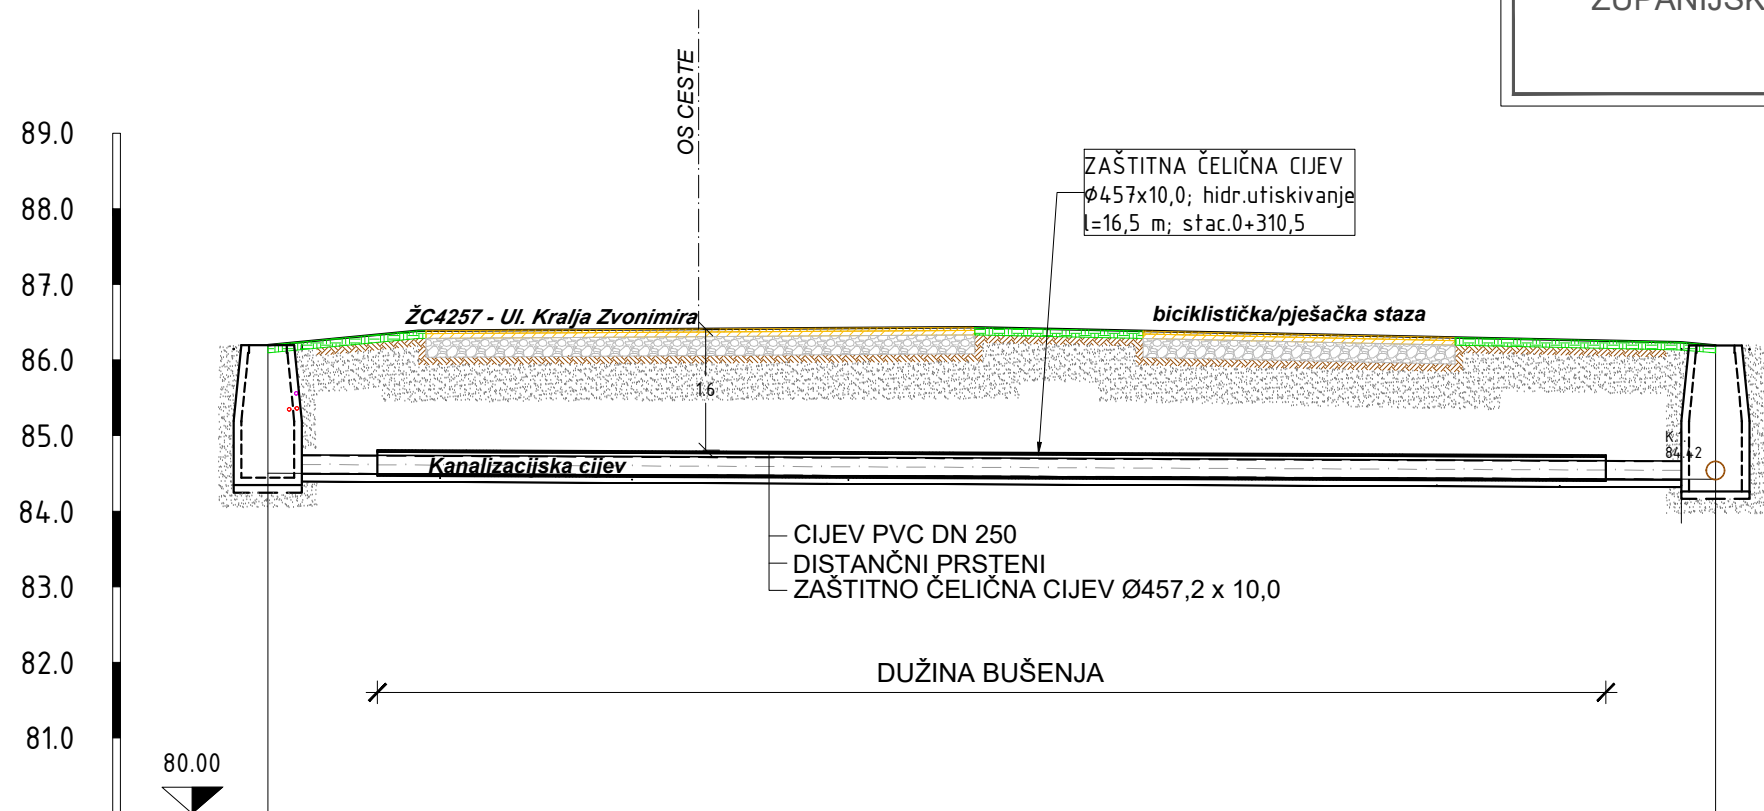 ŽUPANIJSK
OS CESTE
89.0
88.0
87.0
86.0
85.0
84.0
83.0
82.0
81.0
80.00
ZAŠTITNA ČELIČNA CIJEV
Ø457x10,0; hidr.utiskivanje
l=16,5 m; stac.0+310,5
ŽC4257 - Ul. Kralja Zvonimira
biciklistička/pješačka staza
1.6
K
84.42
Kanalizacijska cijev
CIJEV PVC DN 250
DISTANČNI PRSTENI
ZAŠTITNO ČELIČNA CIJEV Ø457,2 x 10,0
DUŽINA BUŠENJA